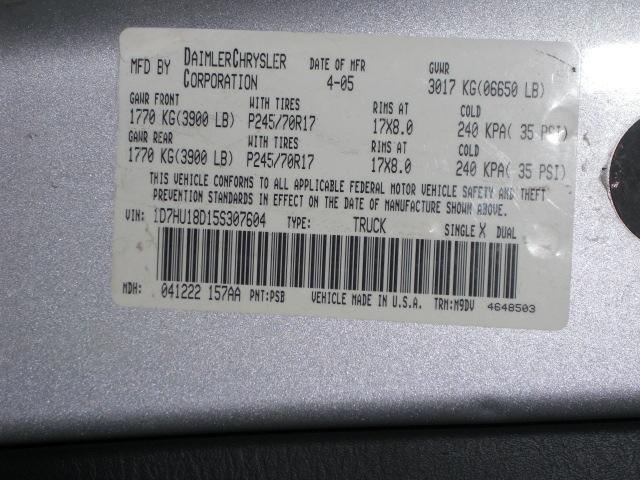 MFD BY DAIMLERCHRYSLER CORPORATION DATE OF MFR 4-05 GVWR 3017 KG(06650 LB)
GAWR FRONT WITH TIRES RIMS AT COLD
1770 KG(3900 LB) P245/70R17 17X8.0 240 KPA( 35 PSI)
GAWR REAR WITH TIRES RIMS AT COLD
1770 KG(3900 LB) P245/70R17 17X8.0 240 KPA( 35 PSI)
THIS VEHICLE CONFORMS TO ALL APPLICABLE FEDERAL MOTOR VEHICLE SAFETY AND THEFT
PREVENTION STANDARDS IN EFFECT ON THE DATE OF MANUFACTURE SHOWN ABOVE.
VIN: 1D7HU18D15S307604 TYPE: TRUCK SINGLE X DUAL
MDH: 041222 157AA PNT:PSB VEHICLE MADE IN U.S.A. TRM:M9DV 4648503